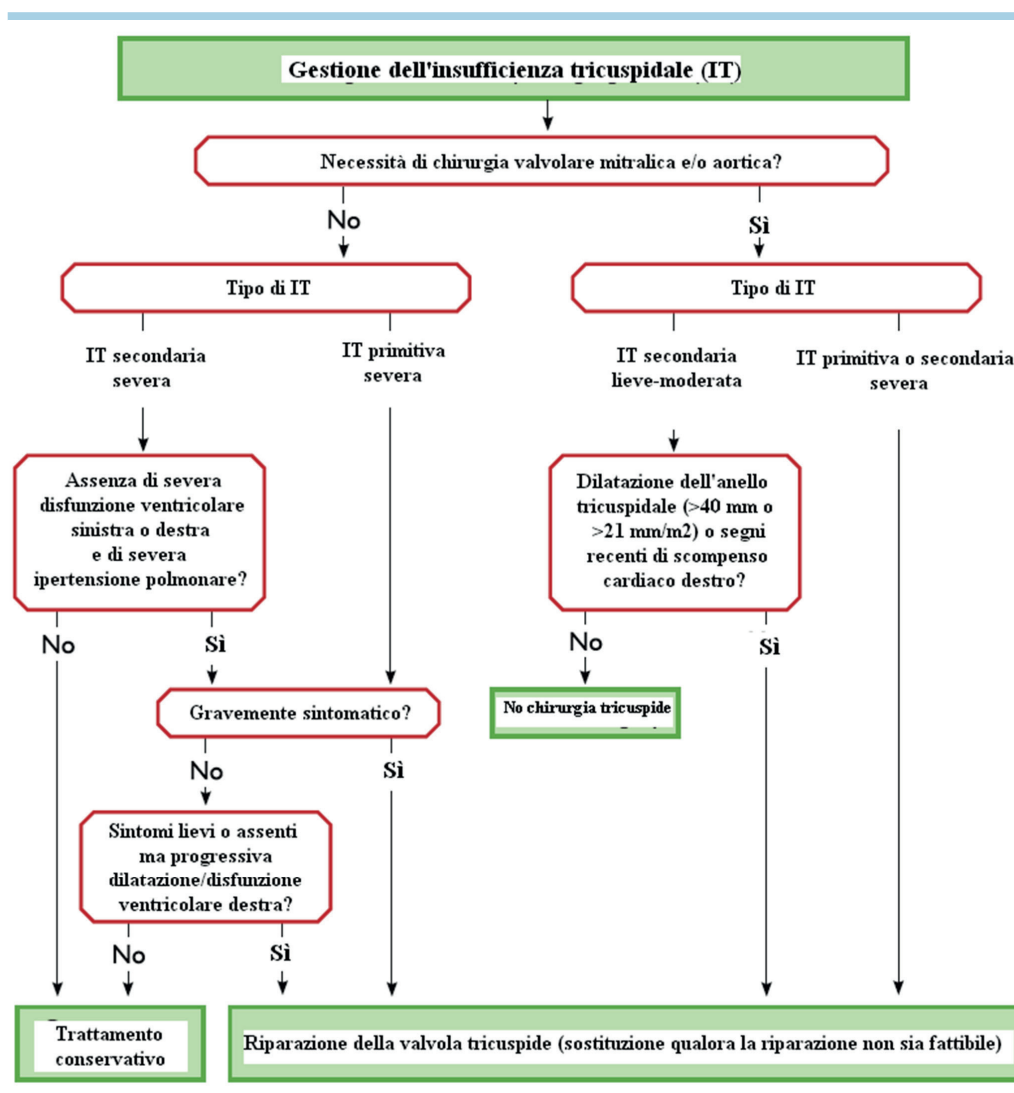 Gestione dell'insufficienza tricuspidale (IT)
Necessità di chirurgia valvolare mitralica e/o aortica?
No
Sì
Tipo di IT
Tipo di IT
IT secondaria
severa
IT primitiva
severa
IT secondaria
lieve-moderata
IT primitiva o secondaria
severa
Assenza di severa
disfunzione ventricolare
sinistra o destra
e di severa
ipertensione polmonare?
Dilatazione dell'anello
tricuspidale (>40 mm o
>21 mm/m2) o segni
recenti di scompenso
cardiaco destro?
No
Sì
No
Sì
Gravemente sintomatico?
No chirurgia tricuspide
No
Sì
Sintomi lievi o assenti
ma progressiva
dilatazione/disfunzione
ventricolare destra?
No
Sì
Trattamento
conservativo
Riparazione della valvola tricuspide (sostituzione qualora la riparazione non sia fattibile)